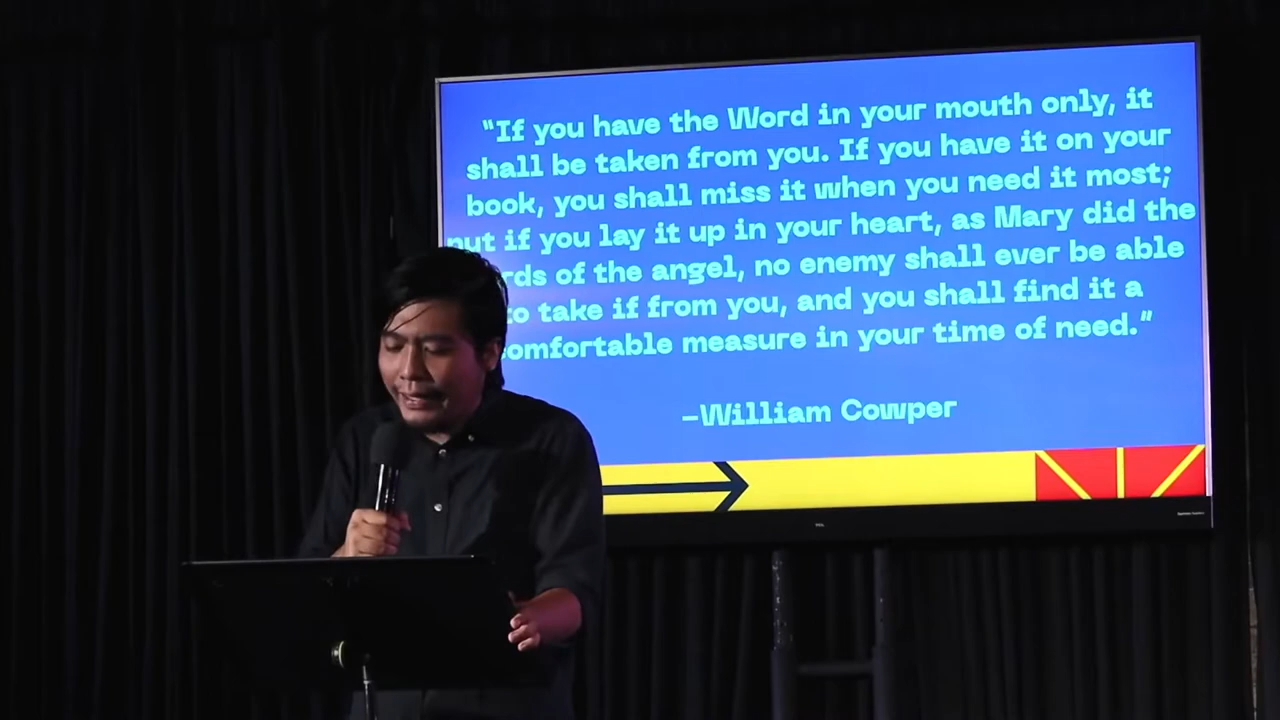 "If you have the Word in your mouth only, it
shall be taken from you. If you have it on your
book, you shall miss it when you need it most;
but if you lay it up in your heart, as Mary did the
of the angel, no enemy shall ever be able
to take if from you, and you shall find it a
comfortable measure in your time of need."
–William Cowper
TCL